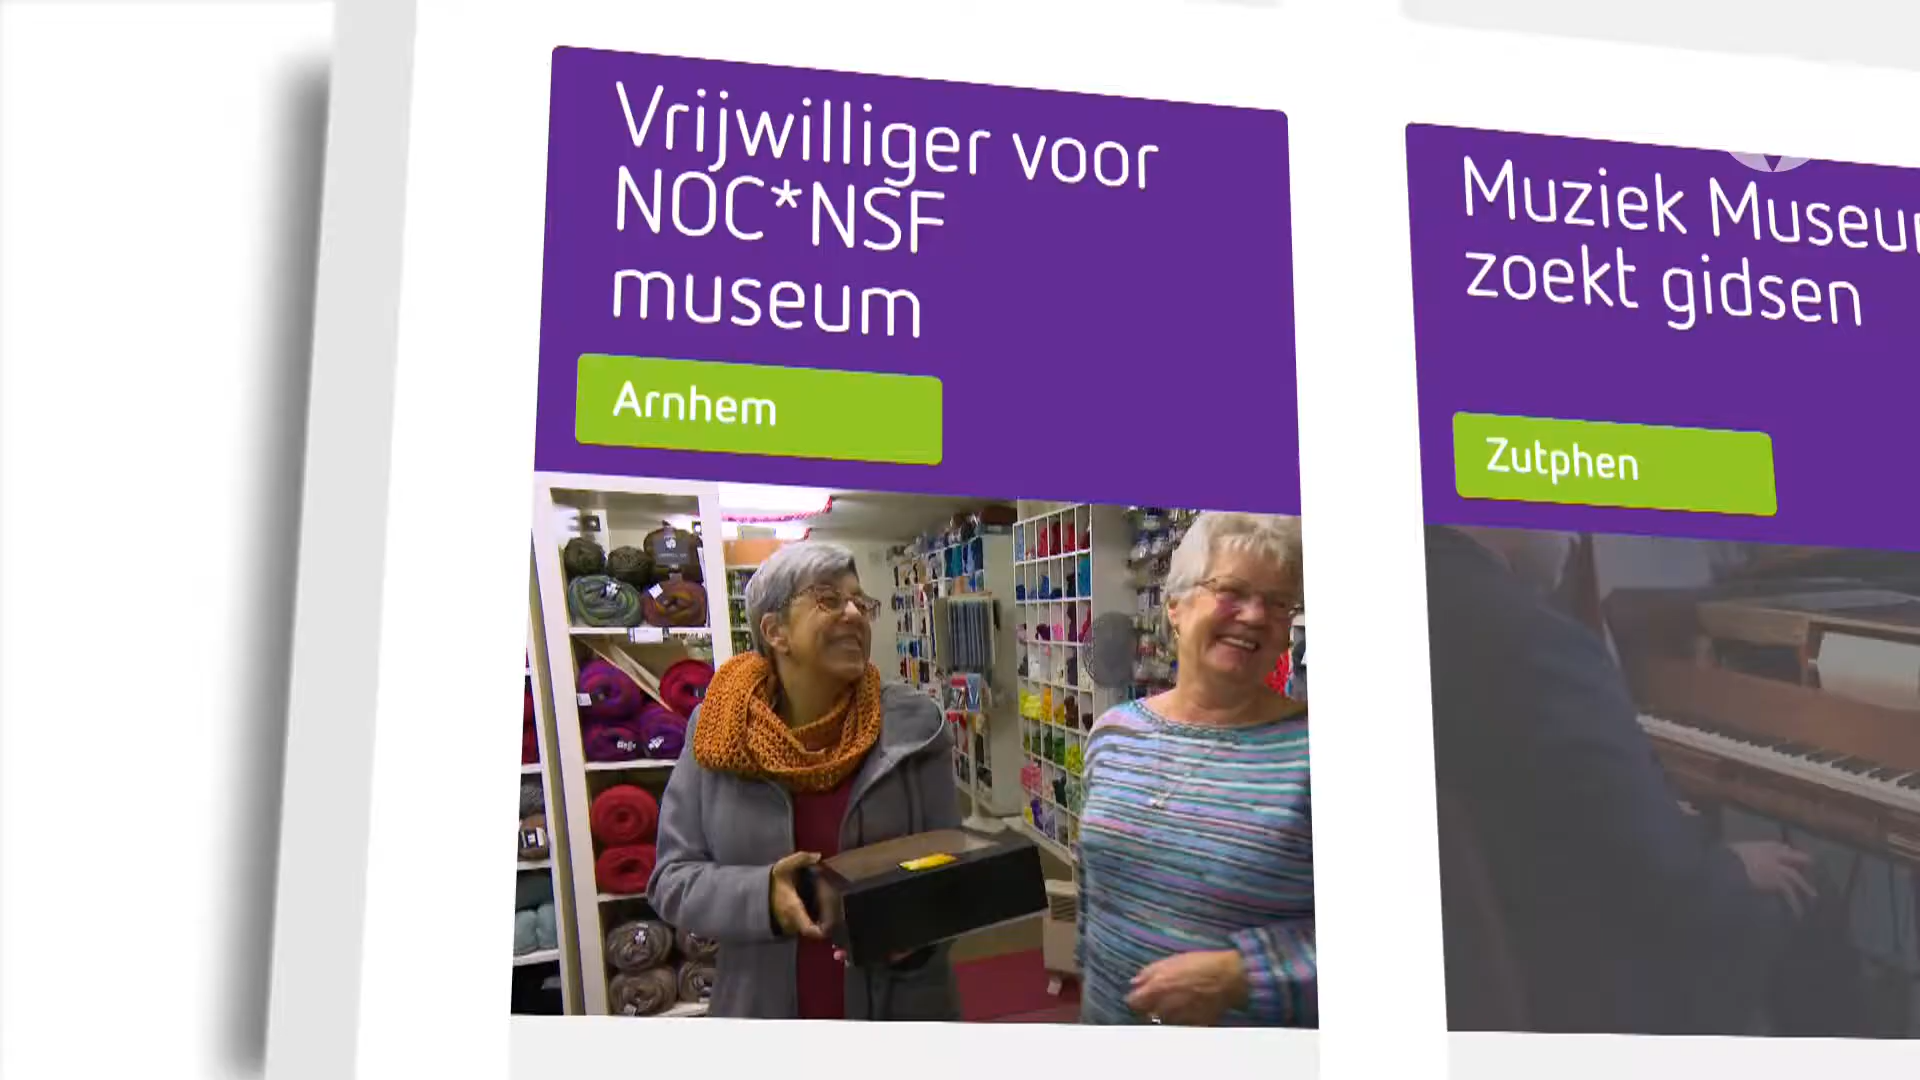 Vrijwilliger voor
NOC*NSF
museum
Arnhem
Muziek Museu
zoekt gidsen
Zutphen